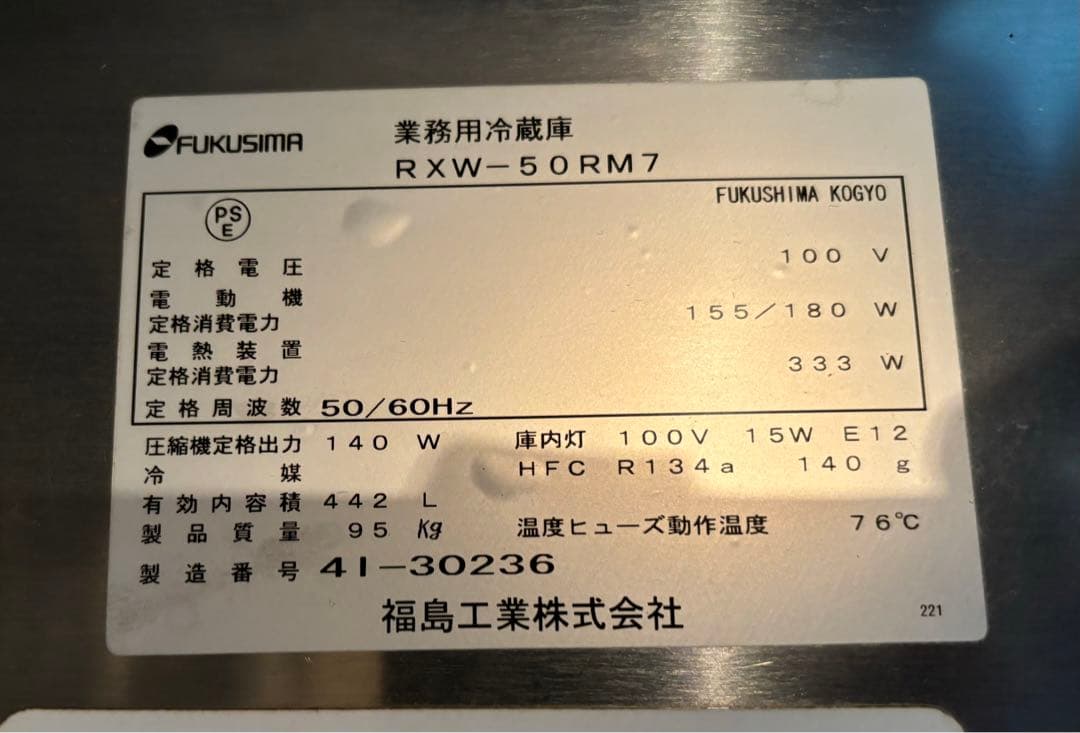 FUKUSIMA
業務用冷蔵庫
RXW-50RM7
FUKUSHIMA KOGYO
PSE
定格電圧 100 V
電動機
定格消費電力 155/180 W
電熱装置
定格消費電力 333 W
定格周波数 50/60Hz
圧縮機定格出力 140 W 庫内灯 100V 15W E12
冷媒 HFC R134a 140 g
有効内容積 442 L
製品質量 95 Kg 温度ヒューズ動作温度 76℃
製造番号 41-30236
福島工業株式会社
221